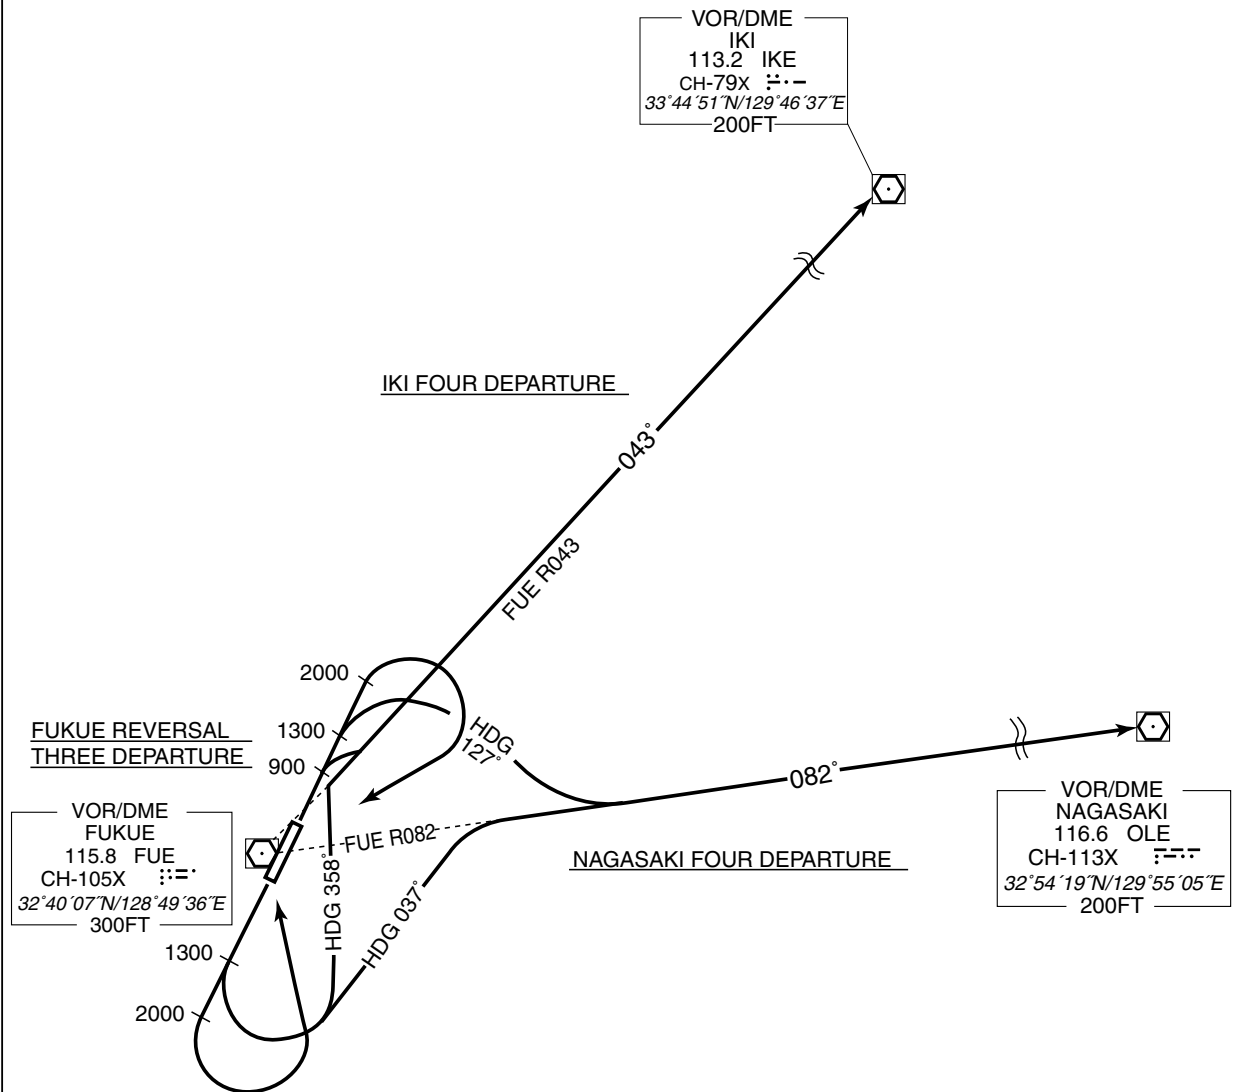 VOR/DME
IKI
113.2 IKE
CH-79X
33°44´51˝N/129°46´37˝E
200FT
IKI FOUR DEPARTURE
043°
FUE R043
2000
1300
900
FUKUE REVERSAL
THREE DEPARTURE
HDG
127°
082°
VOR/DME
FUKUE
115.8 FUE
CH-105X
32°40´07˝N/128°49´36˝E
300FT
FUE R082
NAGASAKI FOUR DEPARTURE
VOR/DME
NAGASAKI
116.6 OLE
CH-113X
32°54´19˝N/129°55´05˝E
200FT
HDG 358°
HDG 037°
1300
2000